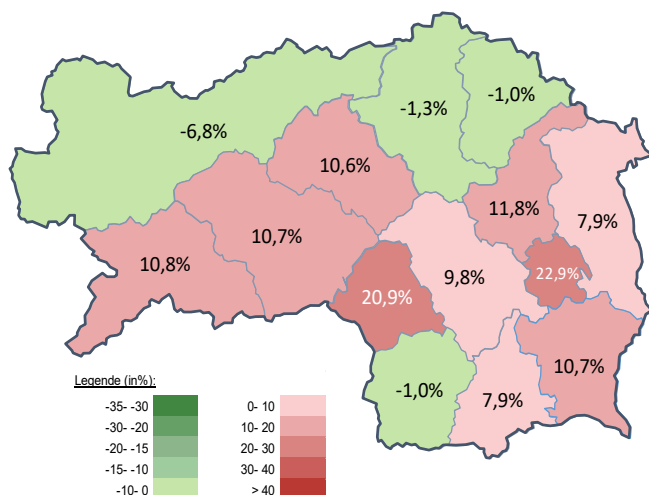 -1,0%
-1,3%
-6,8%
10,6%
11,8%
7,9%
10,7%
10,8%
9,8%
22,9%
20,9%
10,7%
-1,0%
7,9%
Legende (in%):
-35- -30 0- 10
-30- -20 10- 20
-20- -15 20- 30
-15- -10 30- 40
-10- 0 > 40